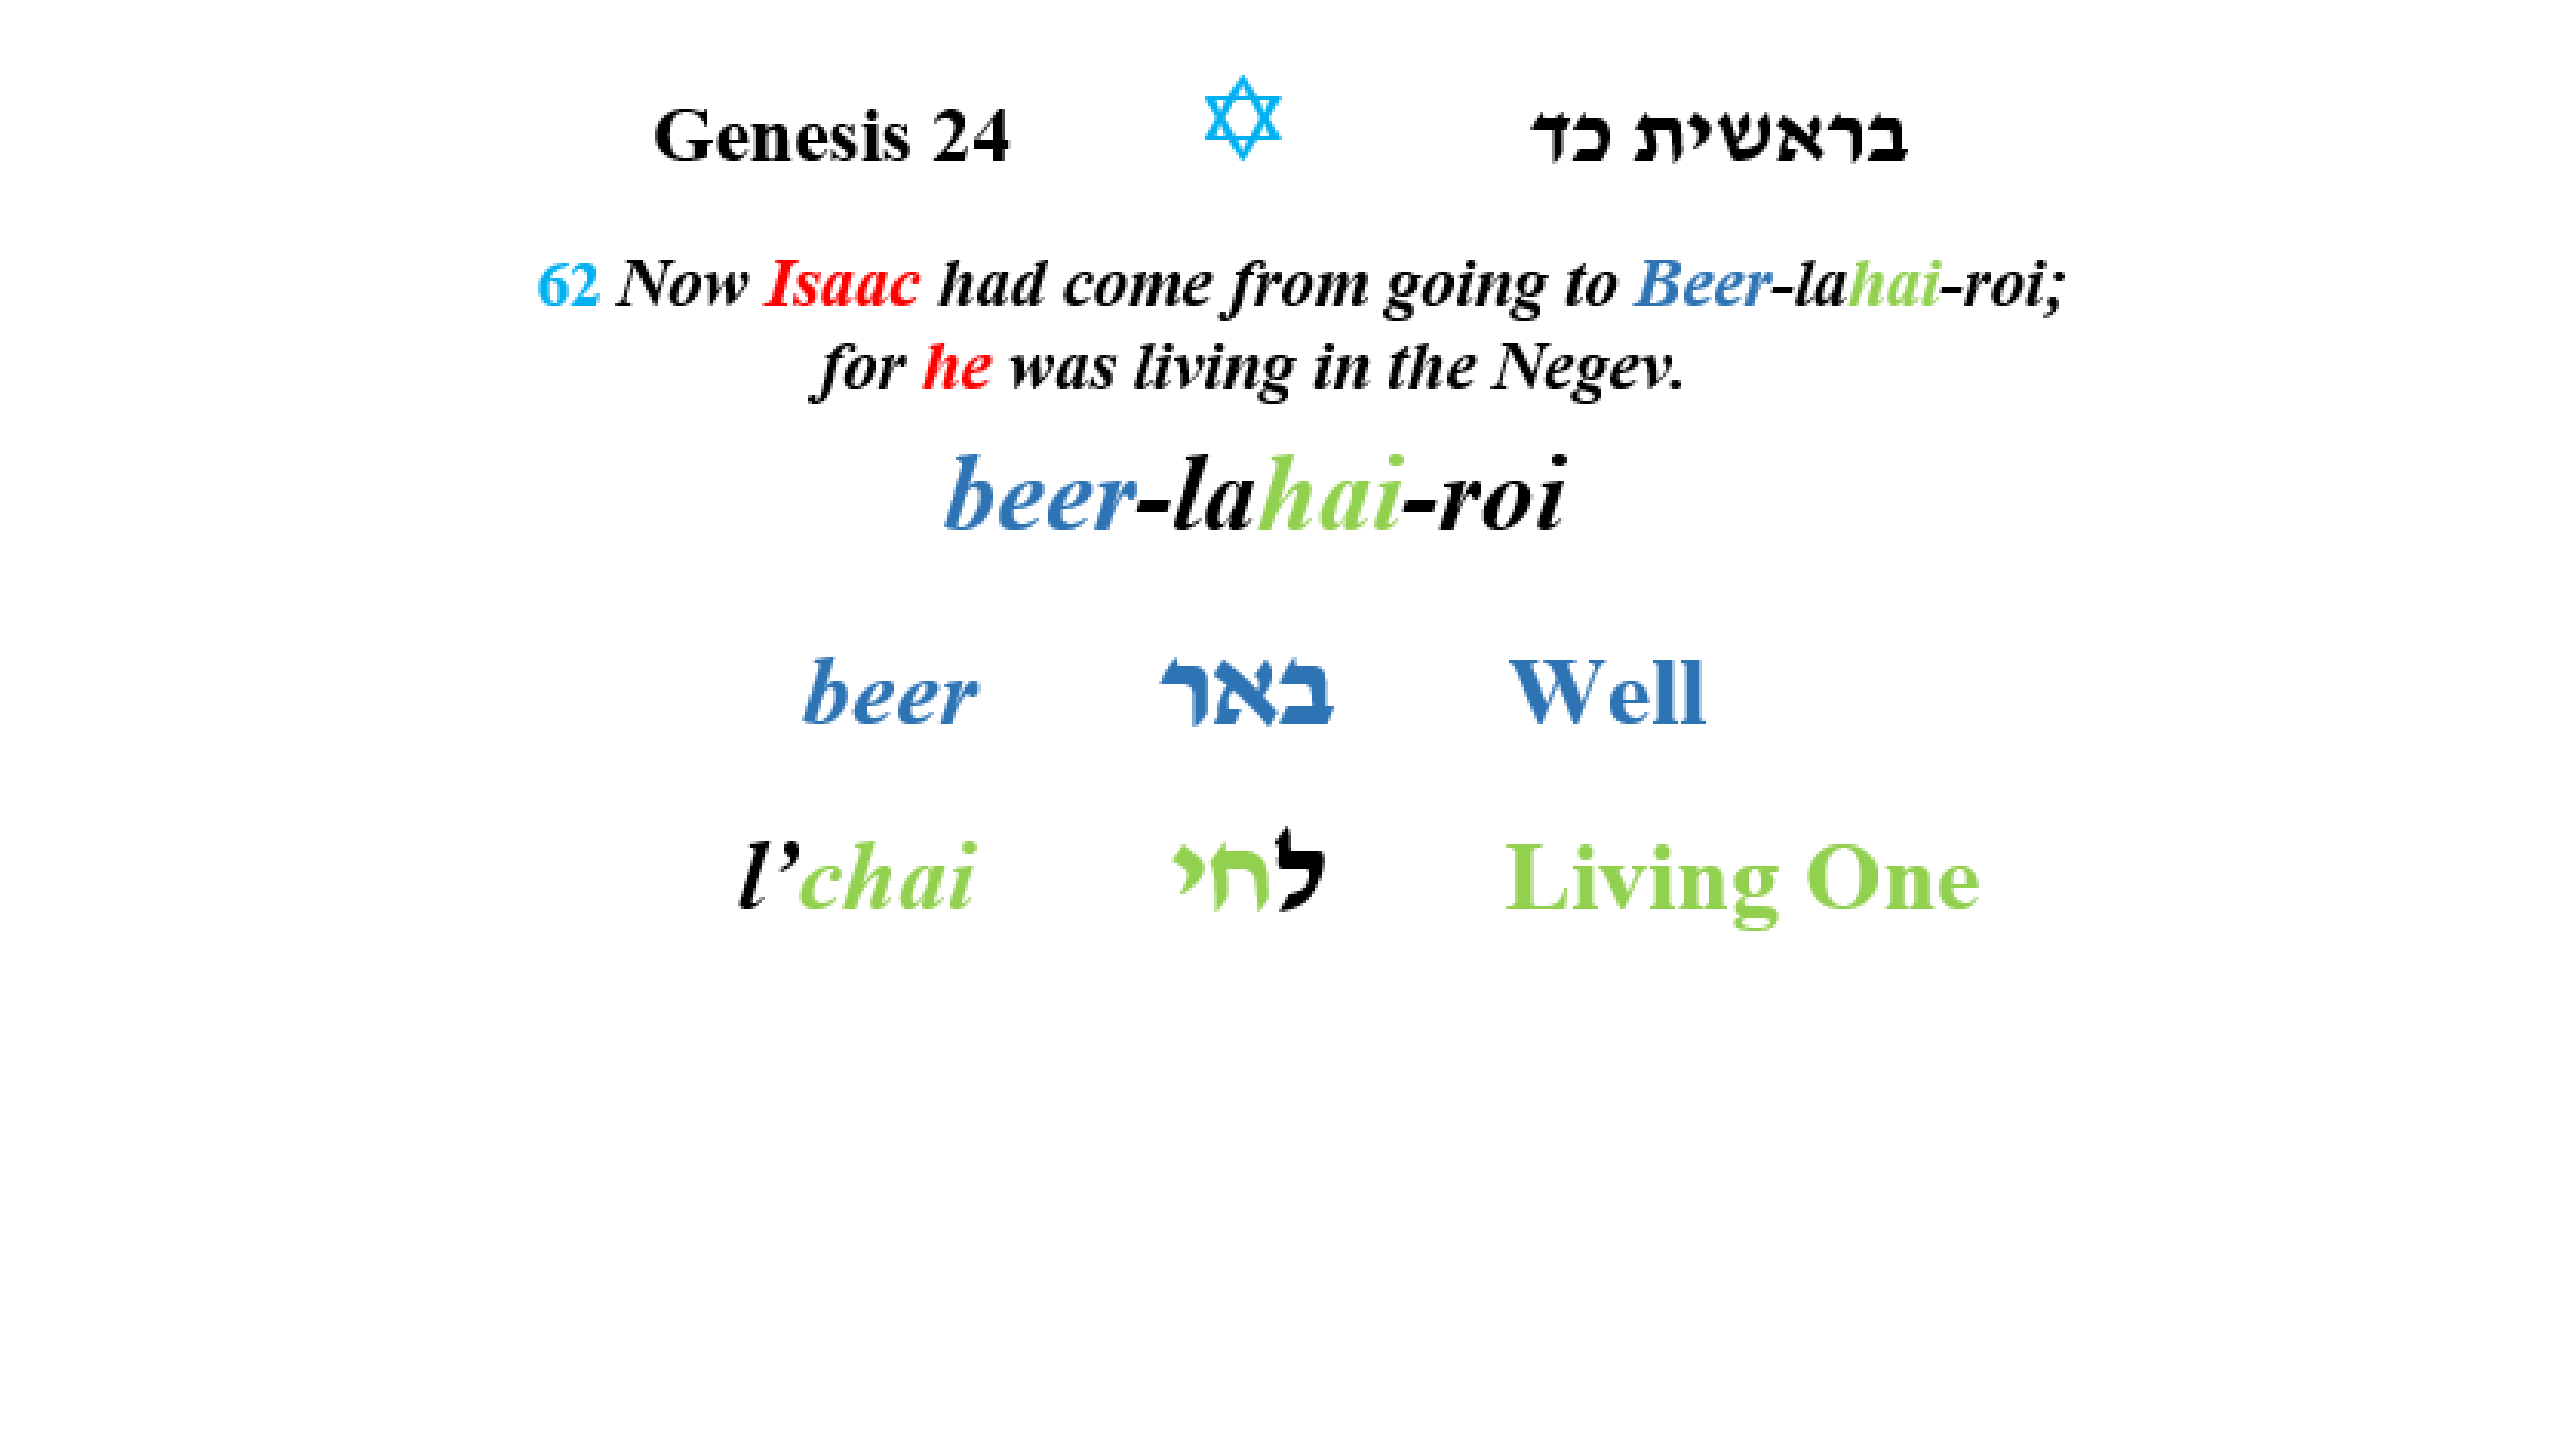 Genesis 24 ✡ בראשית כד
62 Now Isaac had come from going to Beer-lahai-roi;
for he was living in the Negev.
beer-lahai-roi
beer באר Well
l’chai לחי Living One